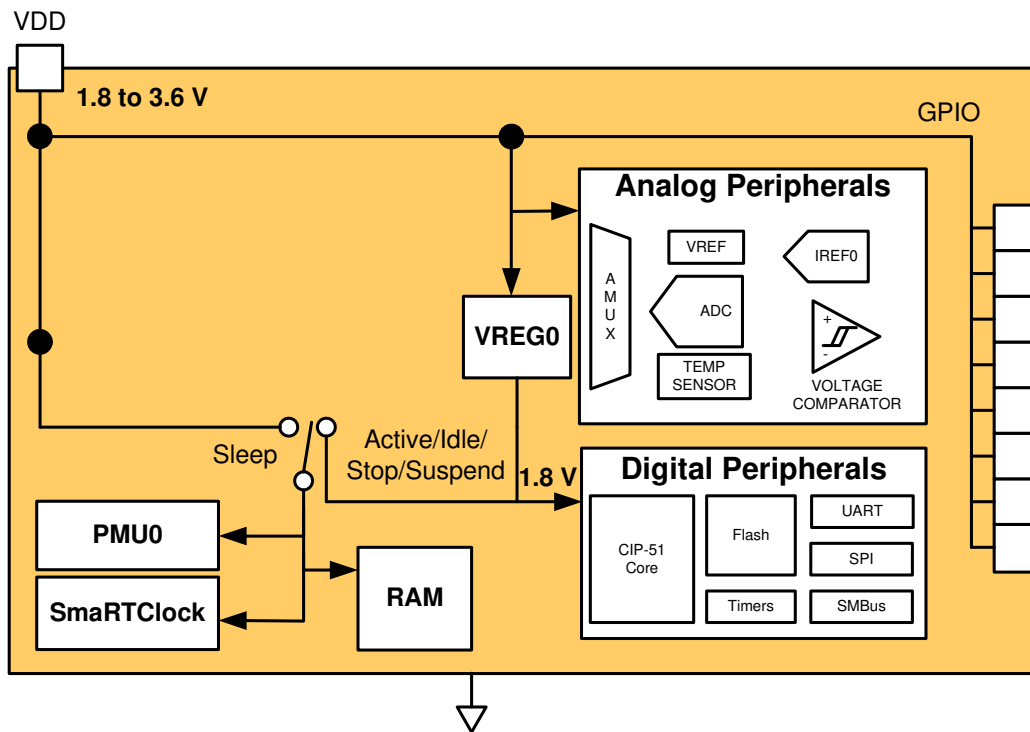 VDD
1.8 to 3.6 V
GPIO
Analog Peripherals
A
M
U
X
VREF
IREF0
ADC
+
-
TEMP
SENSOR
VOLTAGE
COMPARATOR
VREG0
Sleep
Active/Idle/
Stop/Suspend
1.8 V
Digital Peripherals
CIP-51
Core
Flash
UART
SPI
Timers
SMBus
PMU0
SmaRTClock
RAM